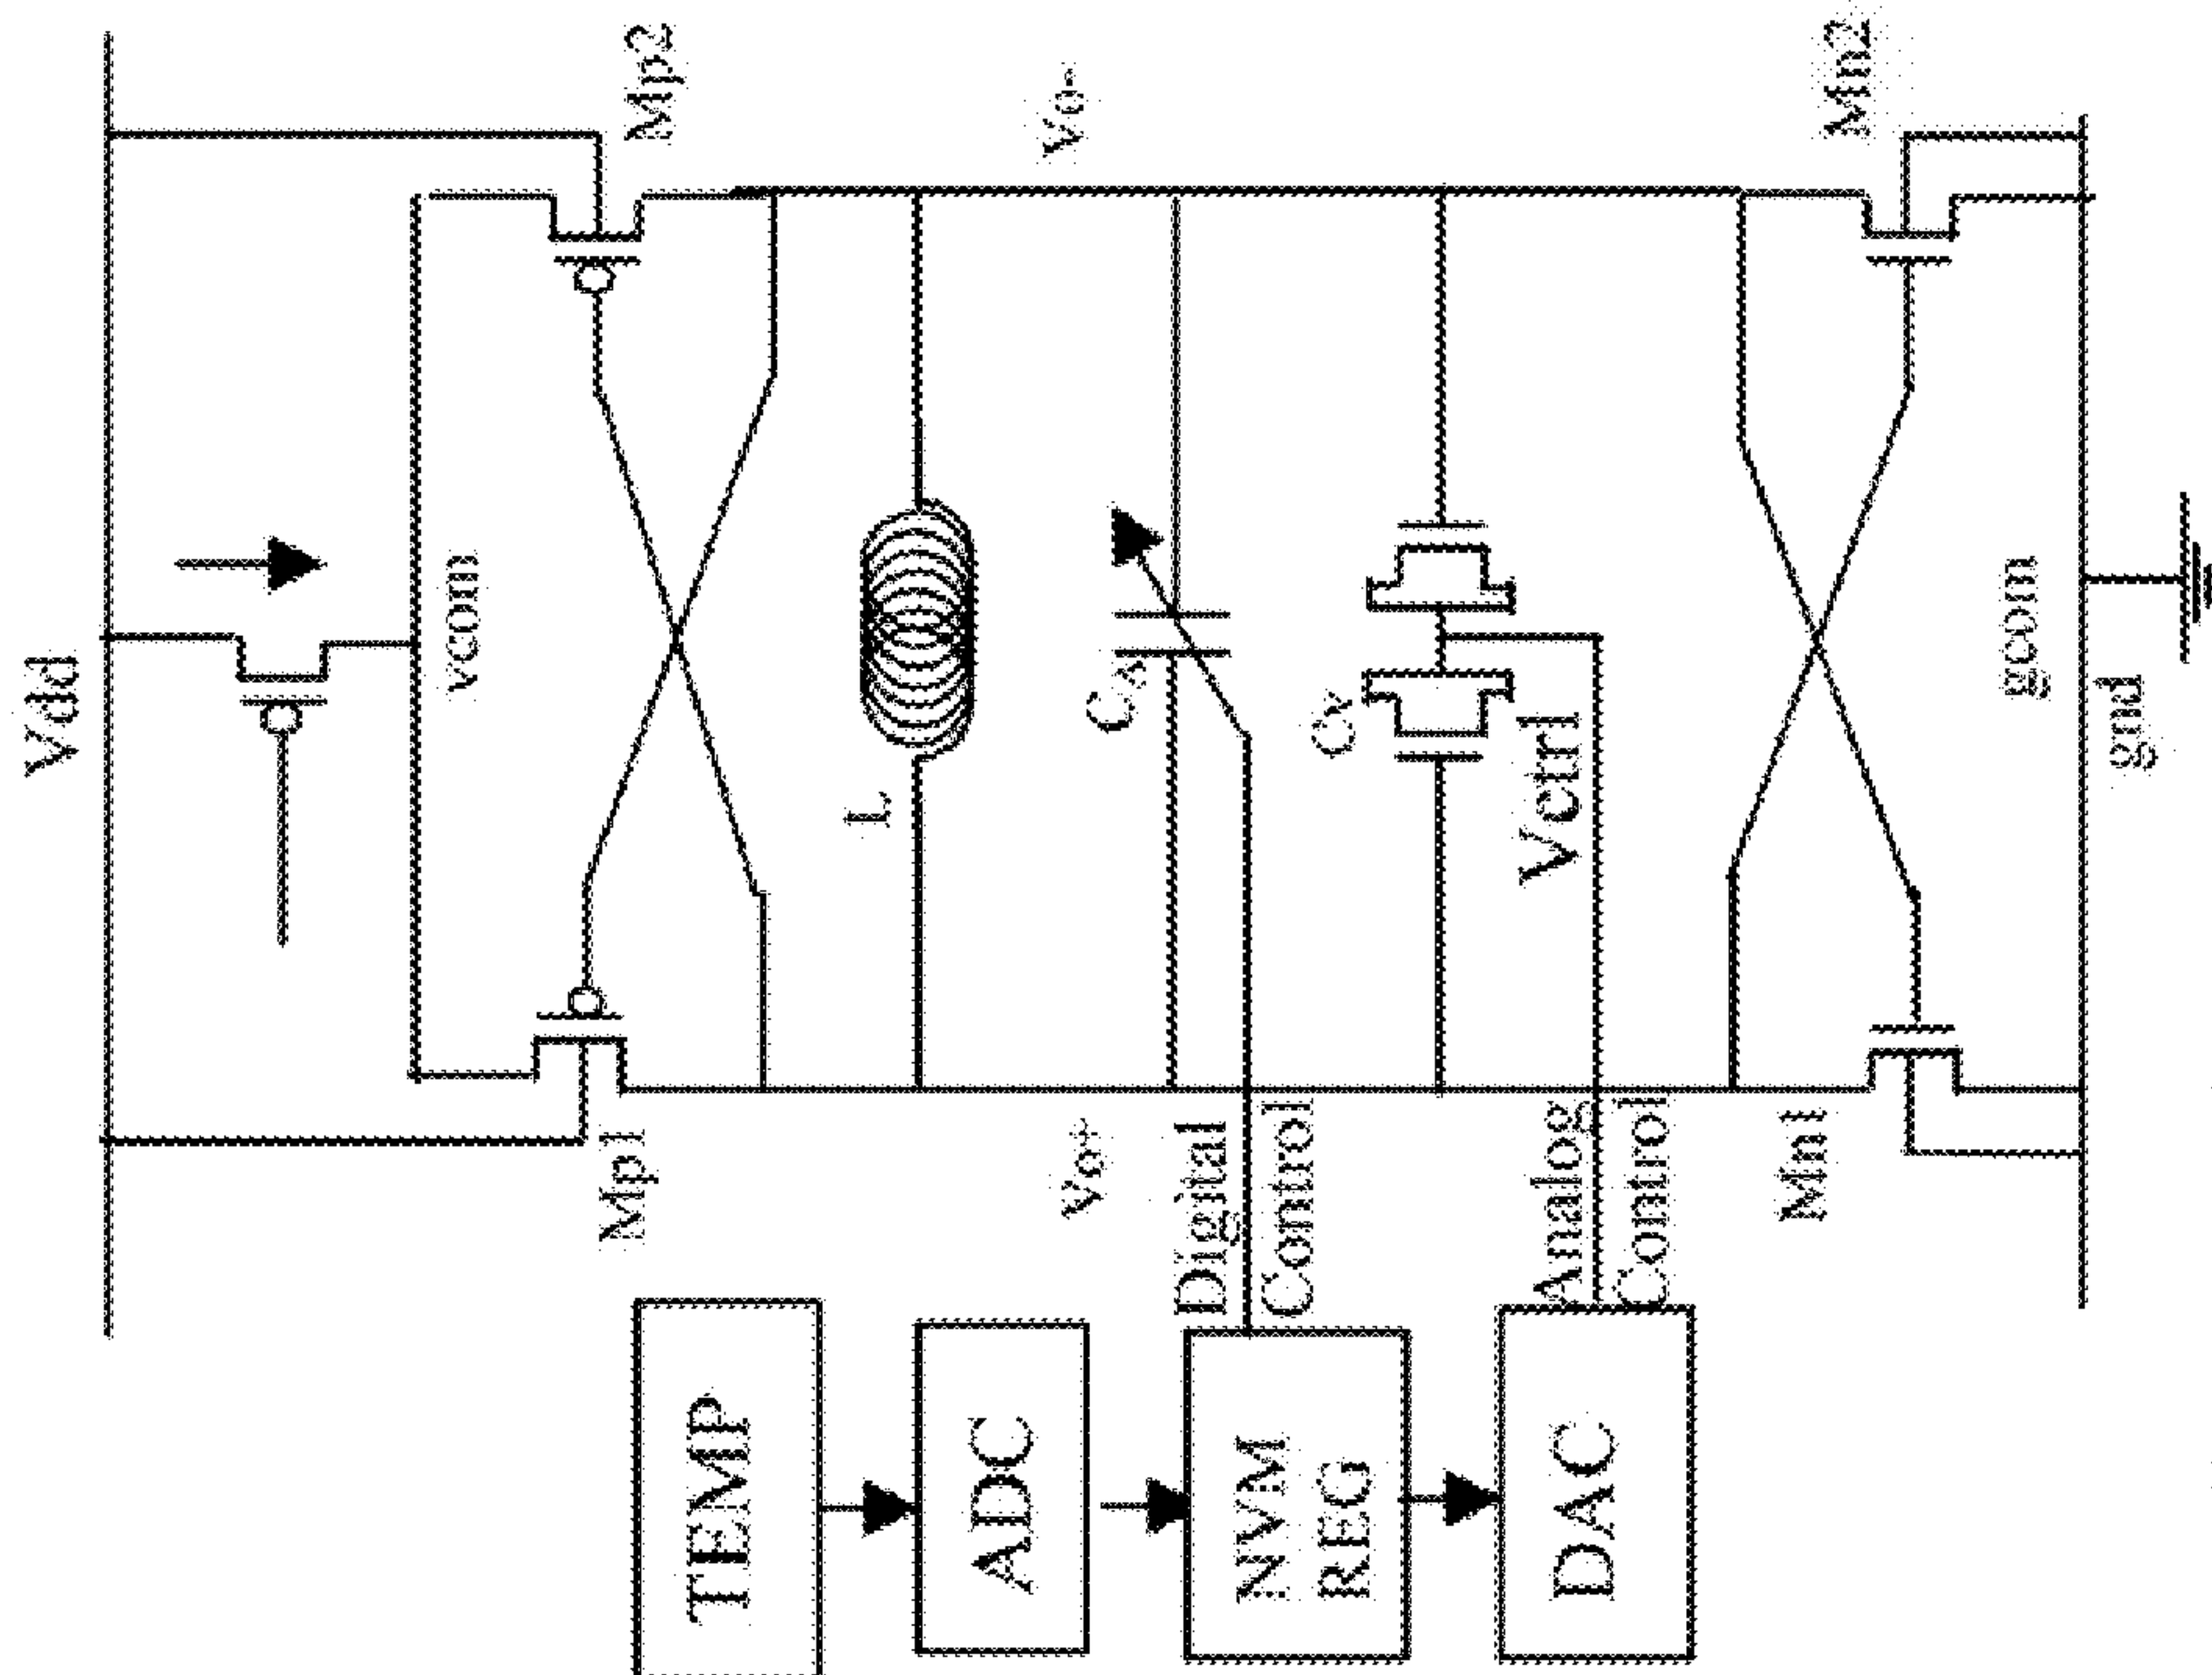 Vdd
vcom
Mp1
Mp2
L
Vo+
Vo-
CA
Digital
Control
Cv
Vctrl
Analog
Control
Mn1
Mn2
gcom
gnd
TEMP
ADC
NVM
REG
DAC